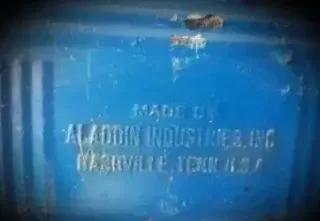 MADE BY
ALADDIN INDUSTRIES, INC
NASHVILLE, TENN. U.S.A.